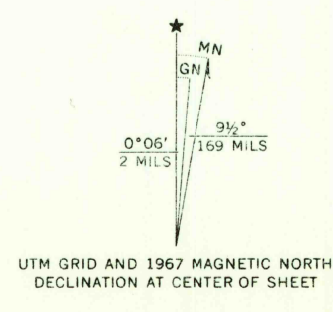 ★
MN
GN
0°06′
2 MILS
9½°
169 MILS
UTM GRID AND 1967 MAGNETIC NORTH
DECLINATION AT CENTER OF SHEET